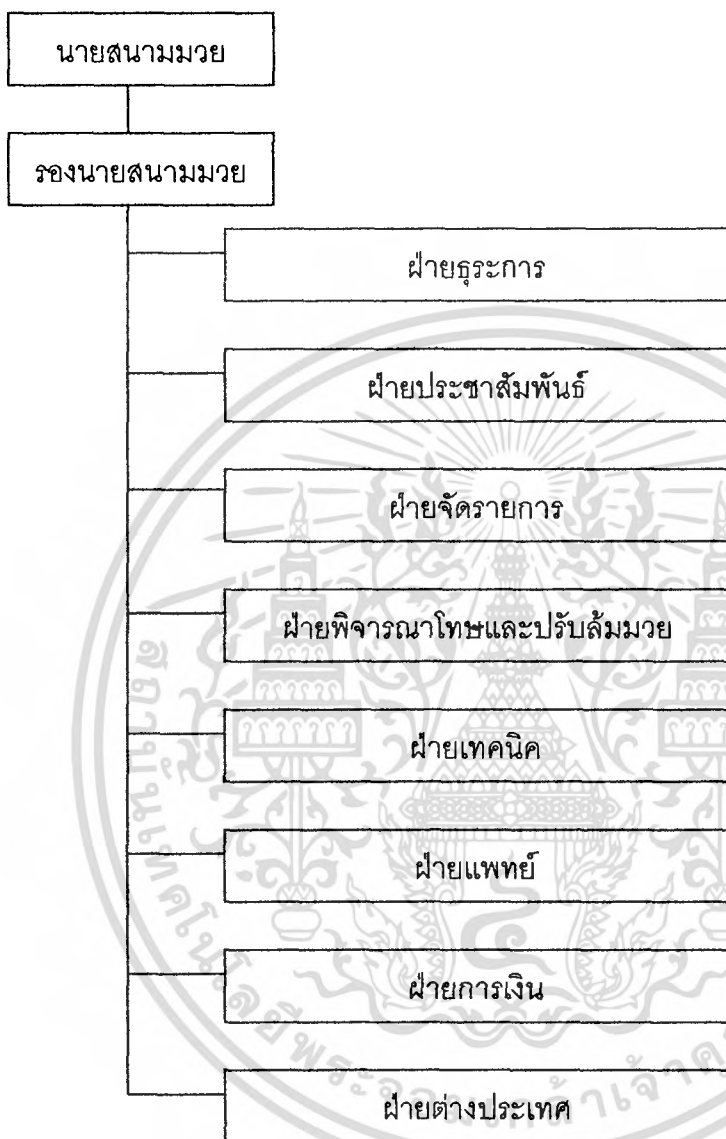 นายสนามมวย
รองนายสนามมวย
ฝ่ายธุระการ
ฝ่ายประชาสัมพันธ์
ฝ่ายจัดรายการ
ฝ่ายพิจารณาโทษและปรับล้มมวย
ฝ่ายเทคนิค
ฝ่ายแพทย์
ฝ่ายการเงิน
ฝ่ายต่างประเทศ